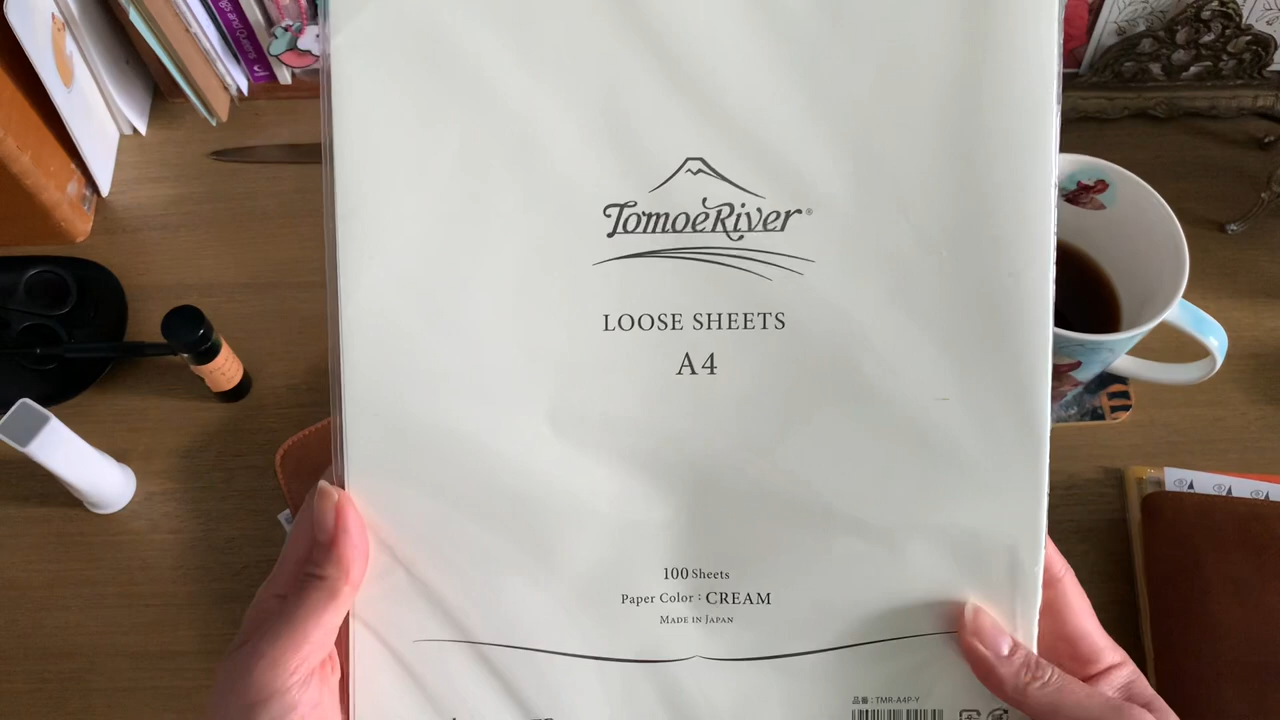 TomoeRiver®
LOOSE SHEETS
A4
100 Sheets
Paper Color : CREAM
MADE IN JAPAN
品番 : TMR-A4P-Y